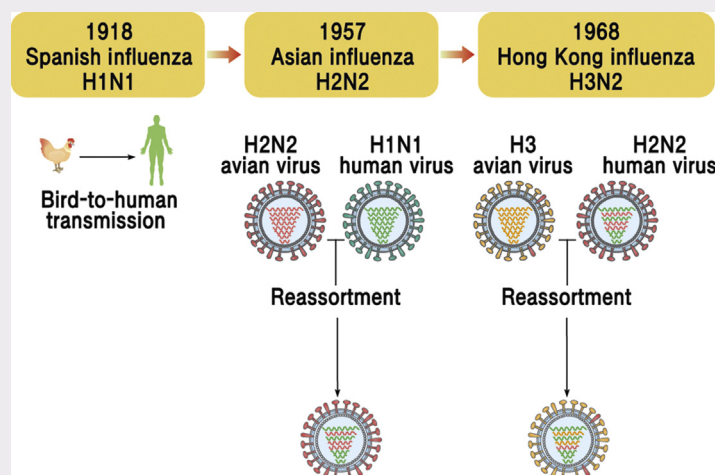 1918
Spanish influenza
H1N1
1957
Asian influenza
H2N2
1968
Hong Kong influenza
H3N2
Bird-to-human
transmission
H2N2
avian virus
H1N1
human virus
Reassortment
H3
avian virus
H2N2
human virus
Reassortment